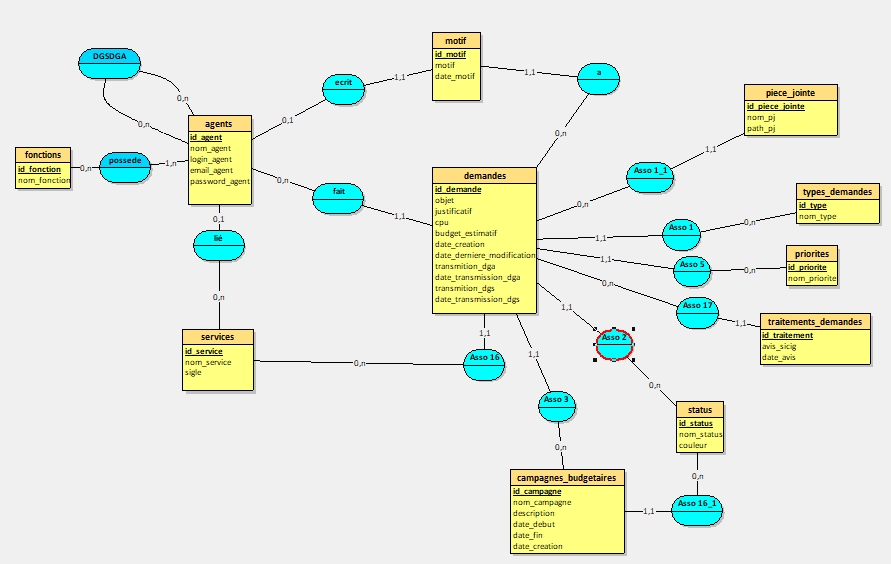 DGSDGA
0,n
0,n
ecrit
0,1
1,1
motif
id_motif
motif
date_motif
1,1
a
0,n
piece_jointe
id_piece_jointe
nom_pj
path_pj
1,1
Asso 1_1
0,n
fonctions
id_fonction
nom_fonction
0,n
possede
1,n
agents
id_agent
nom_agent
login_agent
email_agent
password_agent
0,n
fait
1,1
demandes
id_demande
objet
justificatif
cpu
budget_estimatif
date_creation
date_derniere_modification
transmition_dga
date_transmission_dga
transmition_dgs
date_transmission_dgs
types_demandes
id_type
nom_type
0,n
Asso 1
1,1
priorites
id_priorite
nom_priorite
0,n
Asso 5
1,1
0,n
Asso 17
1,1
traitements_demandes
id_traitement
avis_sicig
date_avis
0,1
lié
0,n
services
id_service
nom_service
sigle
0,n
Asso 16
1,1
1,1
Asso 3
0,n
1,1
Asso 2
0,n
status
id_status
nom_status
couleur
0,n
Asso 16_1
1,1
campagnes_budgetaires
id_campagne
nom_campagne
description
date_debut
date_fin
date_creation